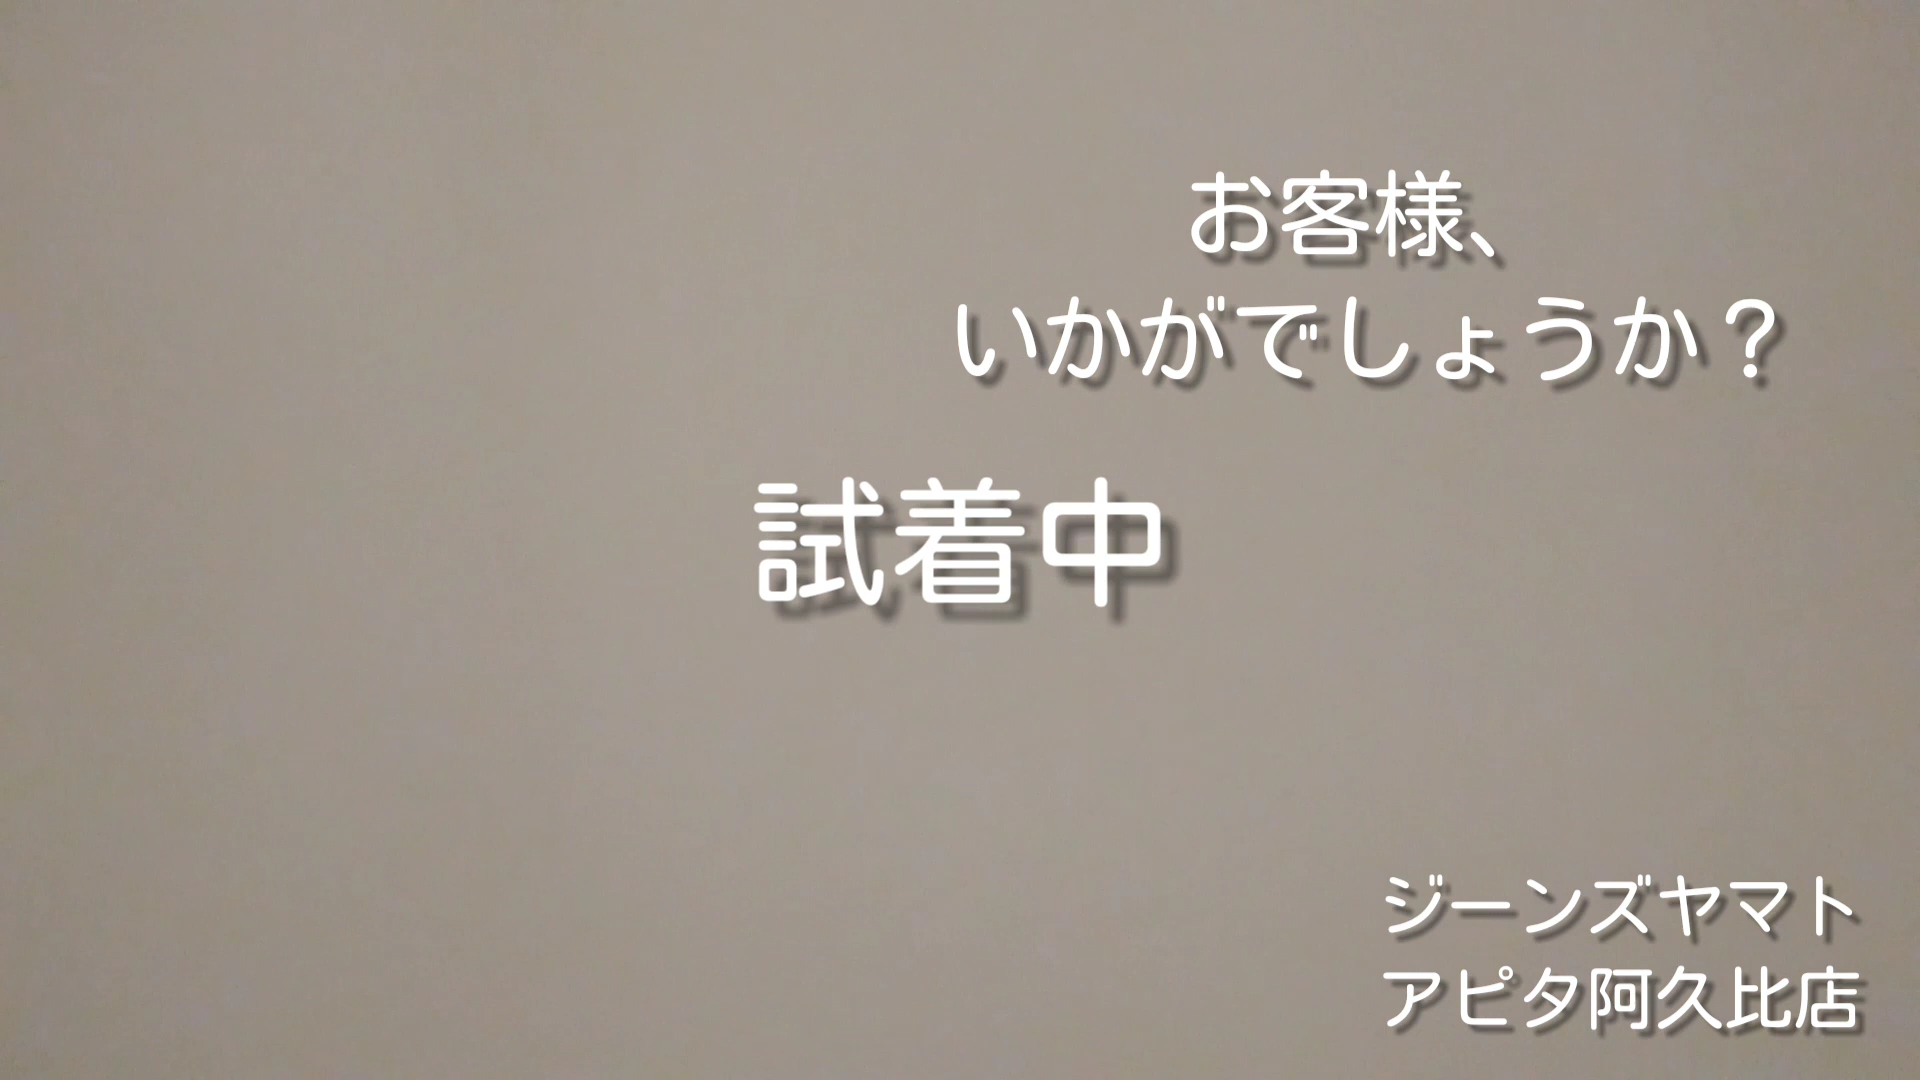 お客様、
いかがでしょうか？
試着中
ジーンズヤマト
アピタ阿久比店